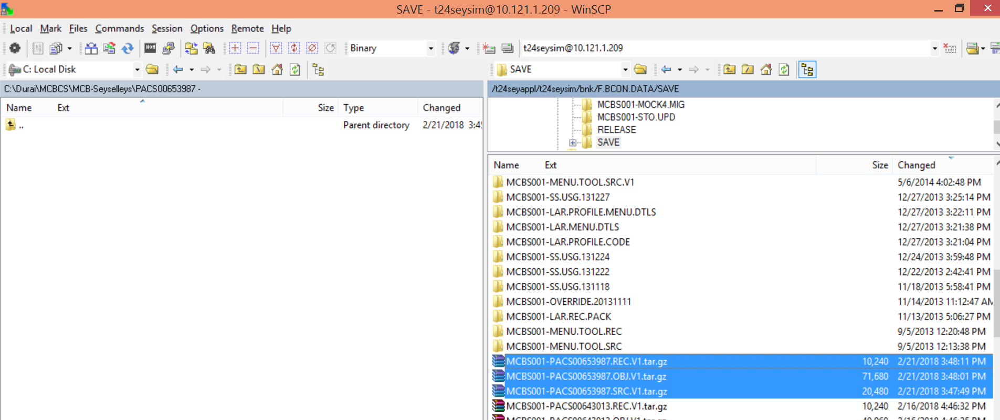 SAVE - t24seysim@10.121.1.209 - WinSCP
Local Mark Files Commands Session Options Remote Help
Binary
t24seysim@10.121.1.209
C: Local Disk
SAVE
C:\Durai\MCBCS\MCB-Seyselleys\PACS00653987 -
Name Ext Size Type Changed
.. Parent directory 2/21/2018 3:4
/t24seyappl/t24seysim/bnk/F.BCON.DATA/SAVE
MCBS001-MOCK4.MIG
MCBS001-STO.UPD
RELEASE
SAVE
Name Ext Size Changed
MCBS001-MENU.TOOL.SRC.V1 5/6/2014 4:02:48 PM
MCBS001-SS.USG.131227 12/27/2013 3:25:14 PM
MCBS001-LAR.PROFILE.MENU.DTLS 12/27/2013 3:22:11 PM
MCBS001-LAR.MENU.DTLS 12/27/2013 3:21:38 PM
MCBS001-LAR.PROFILE.CODE 12/27/2013 3:21:04 PM
MCBS001-SS.USG.131224 12/24/2013 3:59:48 PM
MCBS001-SS.USG.131222 12/22/2013 2:42:41 PM
MCBS001-SS.USG.131118 11/18/2013 5:58:41 PM
MCBS001-OVERRIDE.20131111 11/14/2013 11:12:47 AM
MCBS001-LAR.REC.PACK 11/13/2013 5:06:27 PM
MCBS001-MENU.TOOL.REC 9/5/2013 12:20:48 PM
MCBS001-MENU.TOOL.SRC 9/5/2013 12:13:38 PM
MCBS001-PACS00653987.REC.V1.tar.gz 10,240 2/21/2018 3:48:11 PM
MCBS001-PACS00653987.OBJ.V1.tar.gz 71,680 2/21/2018 3:48:01 PM
MCBS001-PACS00653987.SRC.V1.tar.gz 20,480 2/21/2018 3:47:49 PM
MCBS001-PACS00643013.REC.V1.tar.gz 10,240 2/16/2018 4:46:32 PM